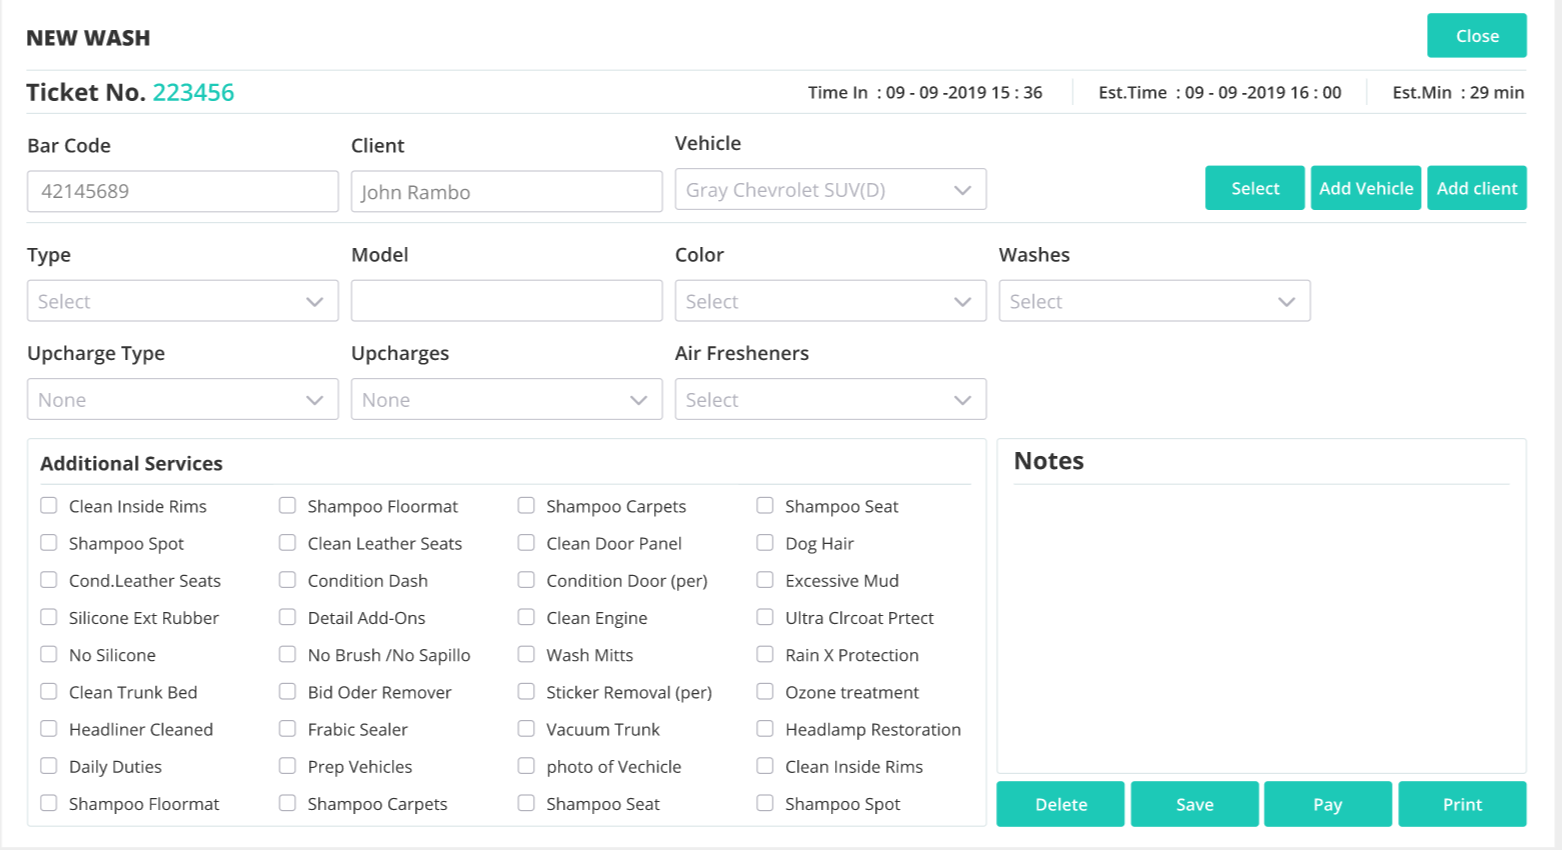 NEW WASH
Close
Ticket No. 223456
Time In : 09 - 09 -2019 15 : 36
Est.Time : 09 - 09 -2019 16 : 00
Est.Min : 29 min
Bar Code
Client
Vehicle
42145689
John Rambo
Gray Chevrolet SUV(D)
Select
Add Vehicle
Add client
Type
Model
Color
Washes
Select
Select
Select
Upcharge Type
Upcharges
Air Fresheners
None
None
Select
Additional Services
Clean Inside Rims
Shampoo Floormat
Shampoo Carpets
Shampoo Seat
Shampoo Spot
Clean Leather Seats
Clean Door Panel
Dog Hair
Cond.Leather Seats
Condition Dash
Condition Door (per)
Excessive Mud
Silicone Ext Rubber
Detail Add-Ons
Clean Engine
Ultra Clrcoat Prtect
No Silicone
No Brush /No Sapillo
Wash Mitts
Rain X Protection
Clean Trunk Bed
Bid Oder Remover
Sticker Removal (per)
Ozone treatment
Headliner Cleaned
Frabic Sealer
Vacuum Trunk
Headlamp Restoration
Daily Duties
Prep Vehicles
photo of Vechicle
Clean Inside Rims
Shampoo Floormat
Shampoo Carpets
Shampoo Seat
Shampoo Spot
Notes
Delete
Save
Pay
Print